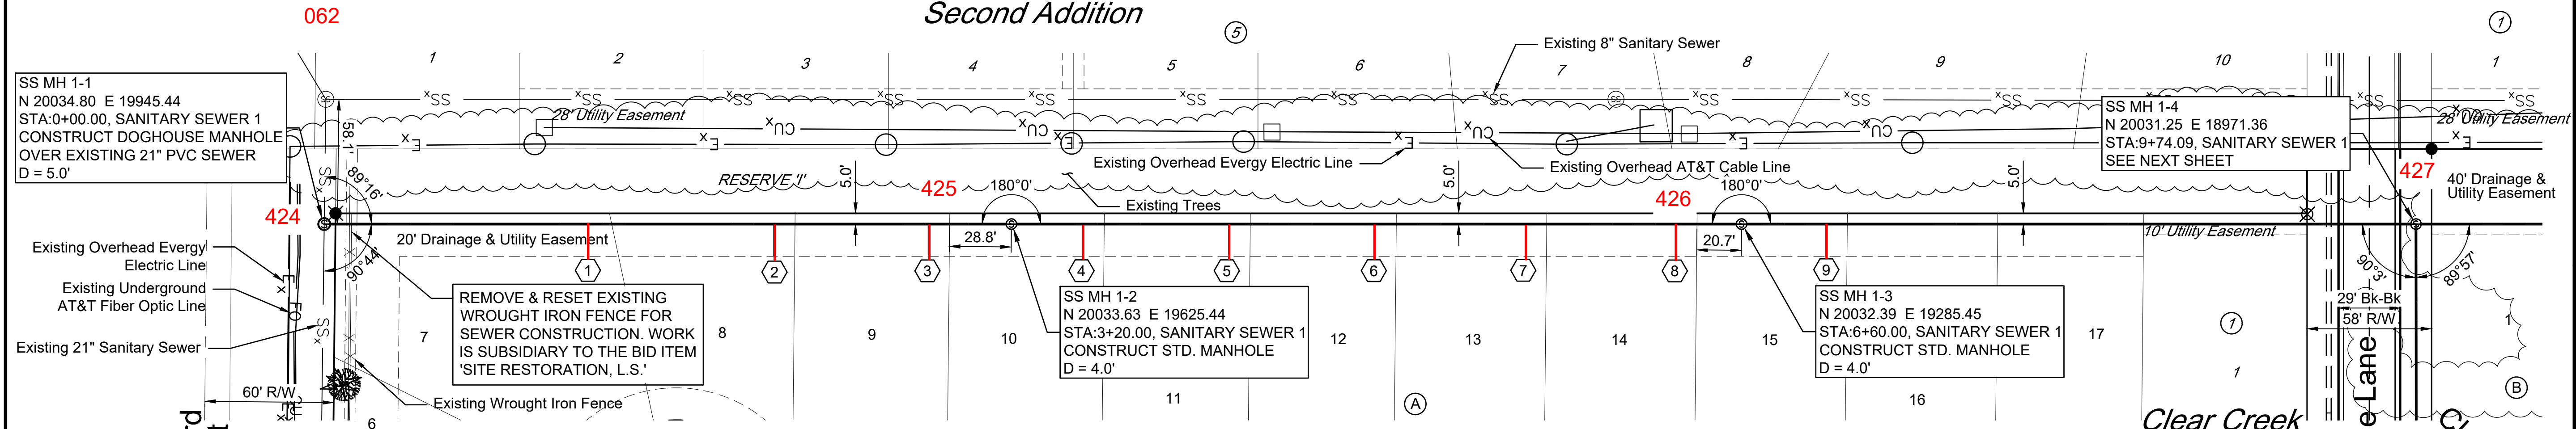 062
Second Addition
5
1
Existing 8" Sanitary Sewer
1
2
3
4
5
6
7
8
9
10
1
SS MH 1-1
N 20034.80 E 19945.44
STA:0+00.00, SANITARY SEWER 1
CONSTRUCT DOGHOUSE MANHOLE
OVER EXISTING 21" PVC SEWER
D = 5.0'
SS MH 1-4
N 20031.25 E 18971.36
STA:9+74.09, SANITARY SEWER 1
SEE NEXT SHEET
28' Utility Easement
28' Utility Easement
58.1'
Existing Overhead Evergy Electric Line
Existing Overhead AT&T Cable Line
RESERVE 'I'
5.0'
5.0'
5.0'
89°16'
90°44'
424
425
426
427
180°0'
180°0'
Existing Trees
40' Drainage &
Utility Easement
20' Drainage & Utility Easement
10' Utility Easement
28.8'
20.7'
90°3'
89°57'
Existing Overhead Evergy
Electric Line
Existing Underground
AT&T Fiber Optic Line
Existing 21" Sanitary Sewer
1
2
3
4
5
6
7
8
9
REMOVE & RESET EXISTING
WROUGHT IRON FENCE FOR
SEWER CONSTRUCTION. WORK
IS SUBSIDIARY TO THE BID ITEM
'SITE RESTORATION, L.S.'
SS MH 1-2
N 20033.63 E 19625.44
STA:3+20.00, SANITARY SEWER 1
CONSTRUCT STD. MANHOLE
D = 4.0'
SS MH 1-3
N 20032.39 E 19285.45
STA:6+60.00, SANITARY SEWER 1
CONSTRUCT STD. MANHOLE
D = 4.0'
29' Bk-Bk
58' R/W
7
8
9
10
12
13
14
15
17
1
1
1
60' R/W
Existing Wrought Iron Fence
6
11
A
16
B
Clear Creek
e Lane